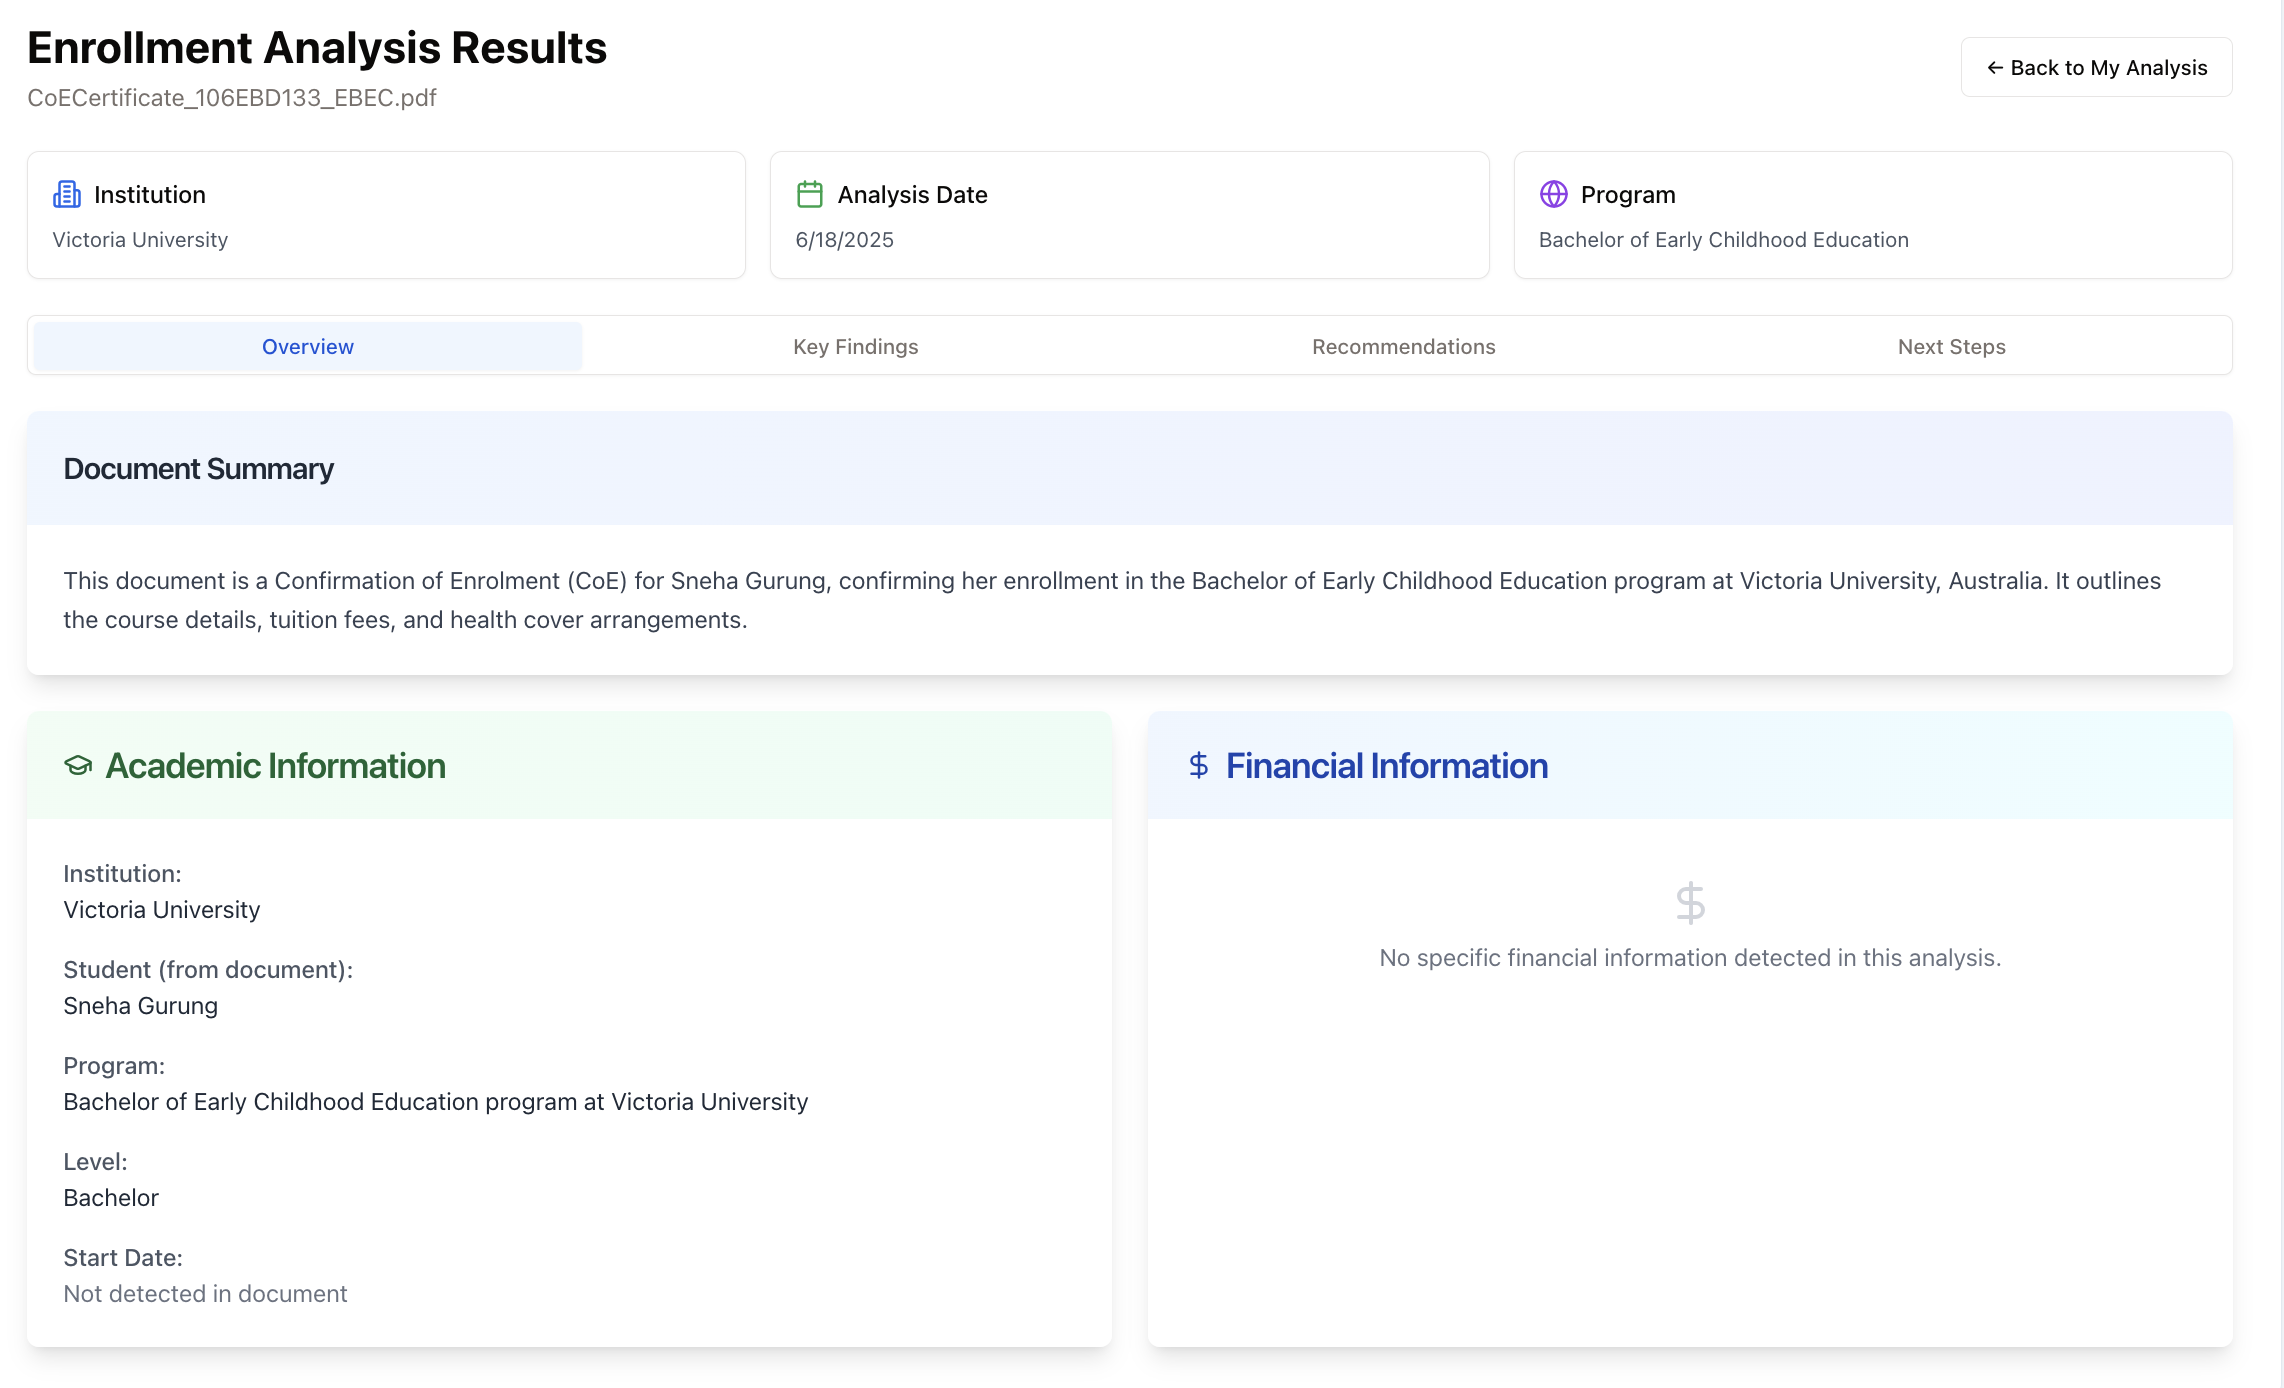 Enrollment Analysis Results
CoECertificate_106EBD133_EBEC.pdf
← Back to My Analysis
Institution
Victoria University
Analysis Date
6/18/2025
Program
Bachelor of Early Childhood Education
Overview
Key Findings
Recommendations
Next Steps
Document Summary
This document is a Confirmation of Enrolment (CoE) for Sneha Gurung, confirming her enrollment in the Bachelor of Early Childhood Education program at Victoria University, Australia. It outlines
the course details, tuition fees, and health cover arrangements.
Academic Information
Institution:
Victoria University
Student (from document):
Sneha Gurung
Program:
Bachelor of Early Childhood Education program at Victoria University
Level:
Bachelor
Start Date:
Not detected in document
$ Financial Information
$
No specific financial information detected in this analysis.